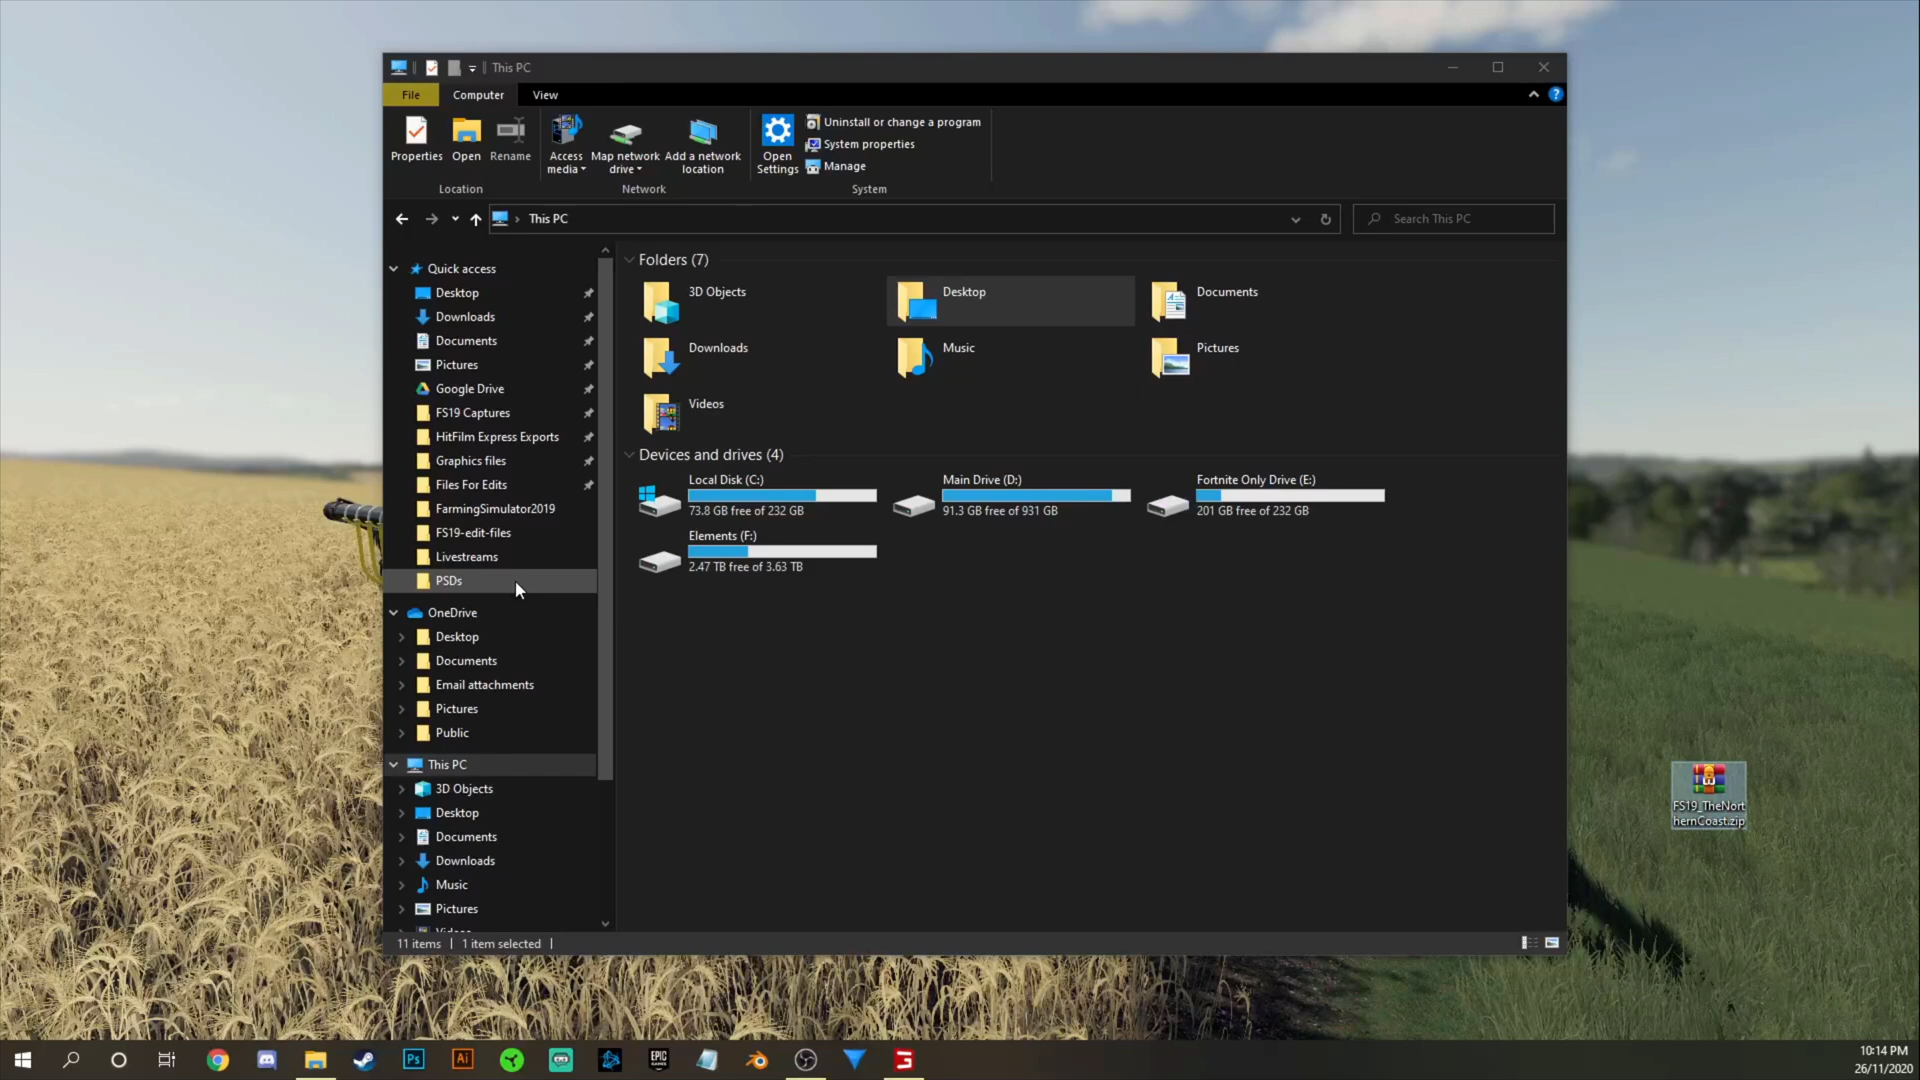 This PC
File
Computer
View
Properties
Open
Rename
Access media
Map network drive
Add a network location
Open Settings
Uninstall or change a program
System properties
Manage
Location
Network
System
This PC
Search This PC
Quick access
Desktop
Downloads
Documents
Pictures
Google Drive
FS19 Captures
HitFilm Express Exports
Graphics files
Files For Edits
FarmingSimulator2019
FS19-edit-files
Livestreams
PSDs
OneDrive
Desktop
Documents
Email attachments
Pictures
Public
This PC
3D Objects
Desktop
Documents
Downloads
Music
Pictures
Videos
Folders (7)
3D Objects
Desktop
Documents
Downloads
Music
Pictures
Videos
Devices and drives (4)
Local Disk (C:)
73.8 GB free of 232 GB
Main Drive (D:)
91.3 GB free of 931 GB
Fortnite Only Drive (E:)
201 GB free of 232 GB
Elements (F:)
2.47 TB free of 3.63 TB
11 items
1 item selected
FS19_TheNort
hernCoast.zip
Ps
Ai
EPIC
GAMES
10:14 PM
26/11/2020